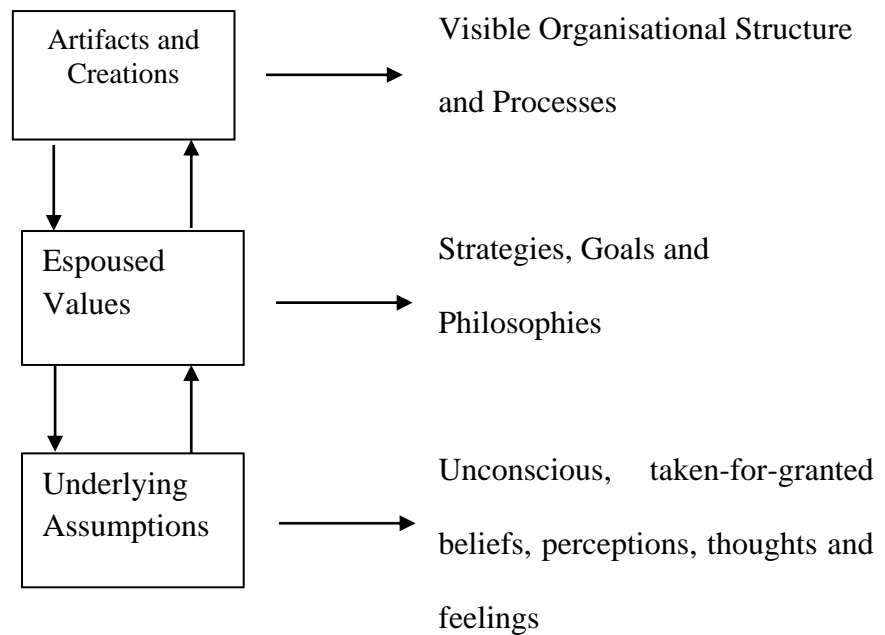 Artifacts and
Creations
Visible Organisational Structure
and Processes
Espoused
Values
Strategies, Goals and
Philosophies
Underlying
Assumptions
Unconscious, taken-for-granted
beliefs, perceptions, thoughts and
feelings